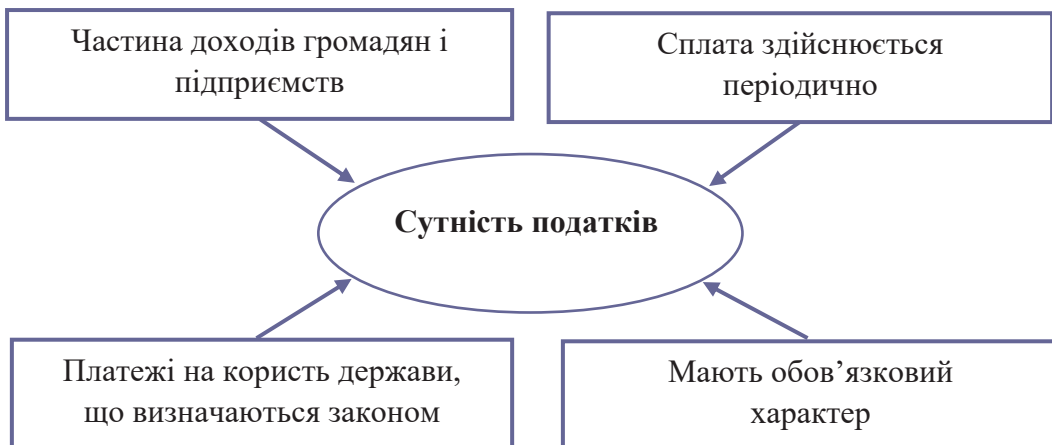 Частина доходів громадян і
підприємств
Сплата здійснюється
періодично
Сутність податків
Платежі на користь держави,
що визначаються законом
Мають обов’язковий
характер